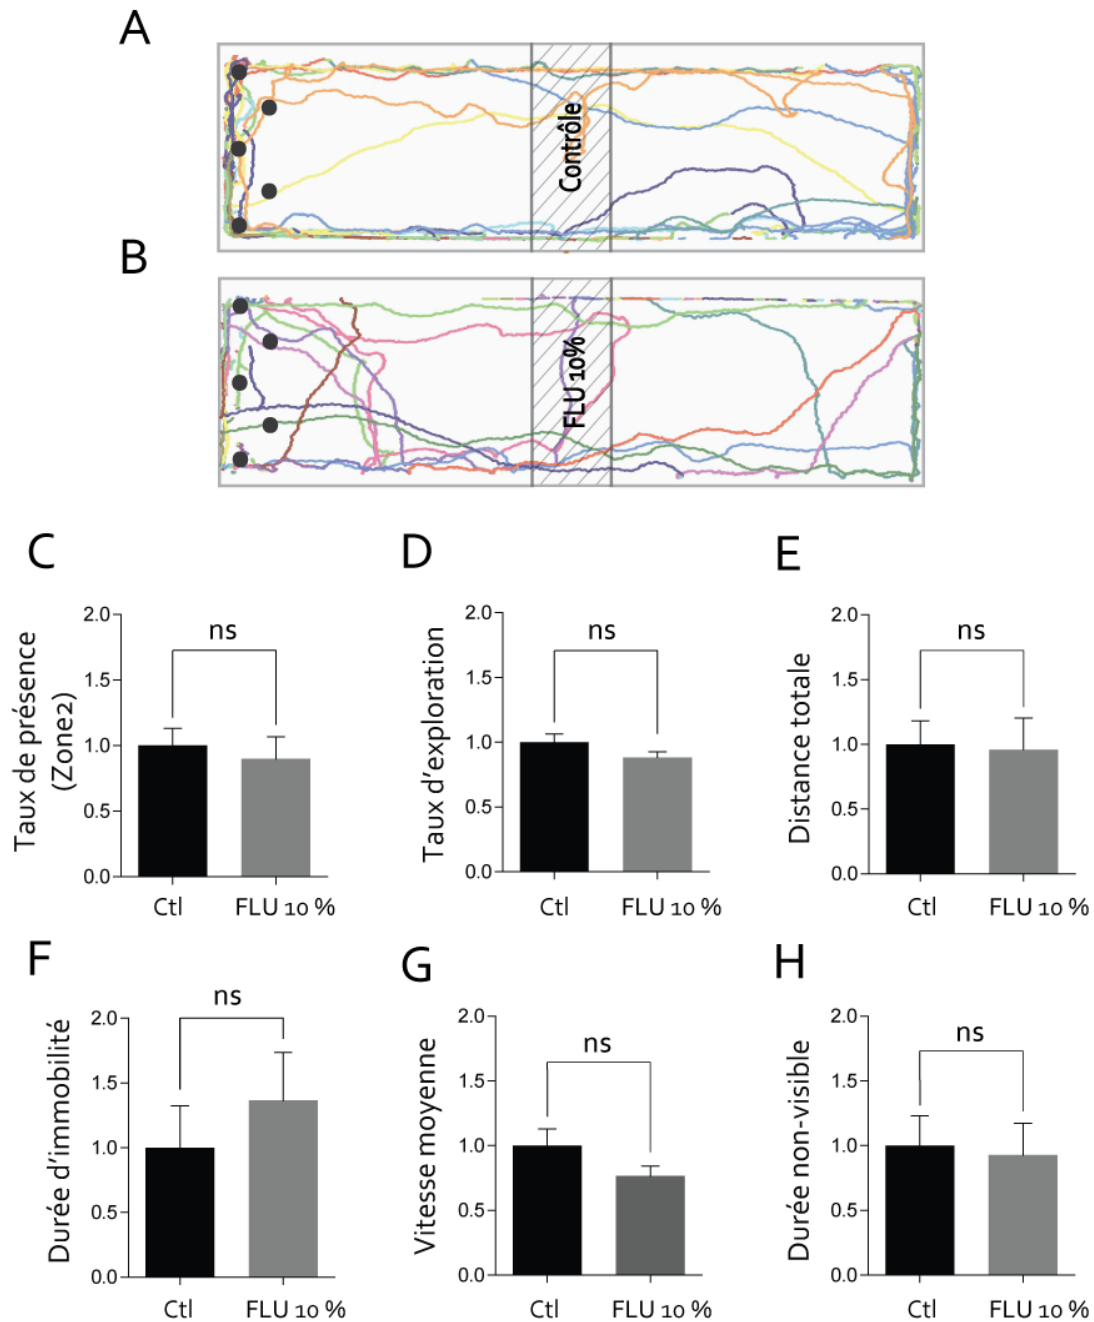 A
Contrôle
B
FLU 10%
C
D
E
Taux de présence
(Zone2)
2.0
1.5
1.0
0.5
0.0
ns
Ctl
FLU 10 %
Taux d'exploration
2.0
1.5
1.0
0.5
0.0
ns
Ctl
FLU 10 %
Distance totale
2.0
1.5
1.0
0.5
0.0
ns
Ctl
FLU 10 %
F
G
H
Durée d'immobilité
2.0
1.5
1.0
0.5
0.0
ns
Ctl
FLU 10 %
Vitesse moyenne
2.0
1.5
1.0
0.5
0.0
ns
Ctl
FLU 10 %
Durée non-visible
2.0
1.5
1.0
0.5
0.0
ns
Ctl
FLU 10 %